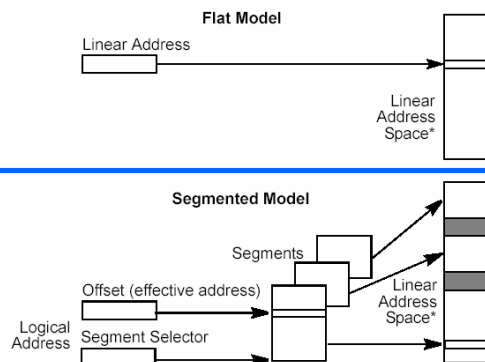 Flat Model
Linear Address
Linear
Address
Space*
Segmented Model
Segments
Offset (effective address)
Linear
Address
Space*
Logical
Address
Segment Selector